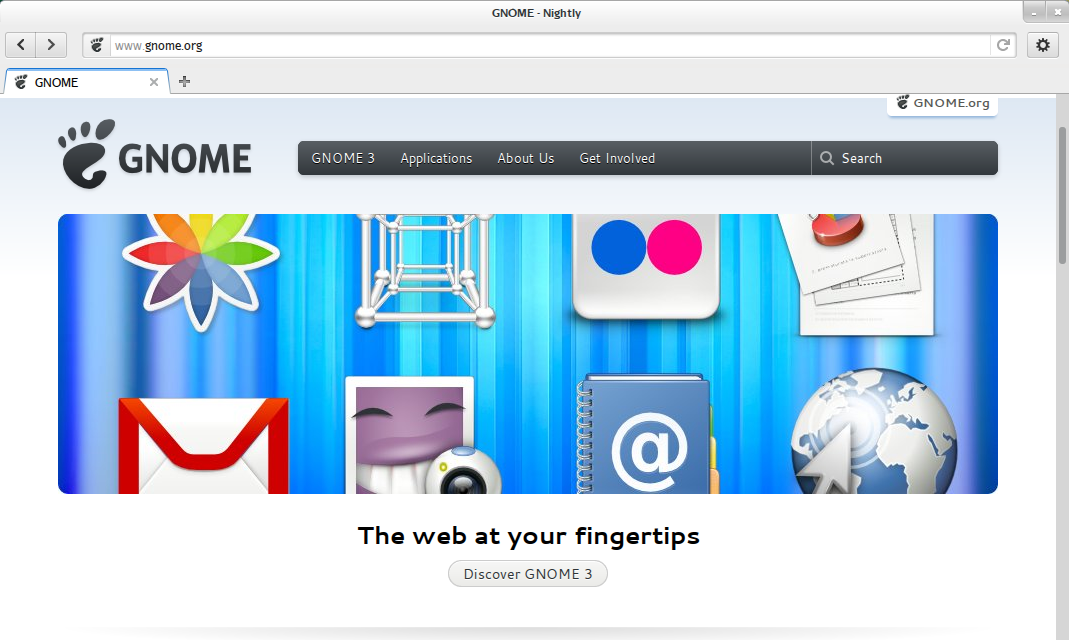 GNOME - Nightly
www.gnome.org
GNOME
GNOME.org
GNOME
GNOME 3 Applications About Us Get Involved Search
@
The web at your fingertips
Discover GNOME 3